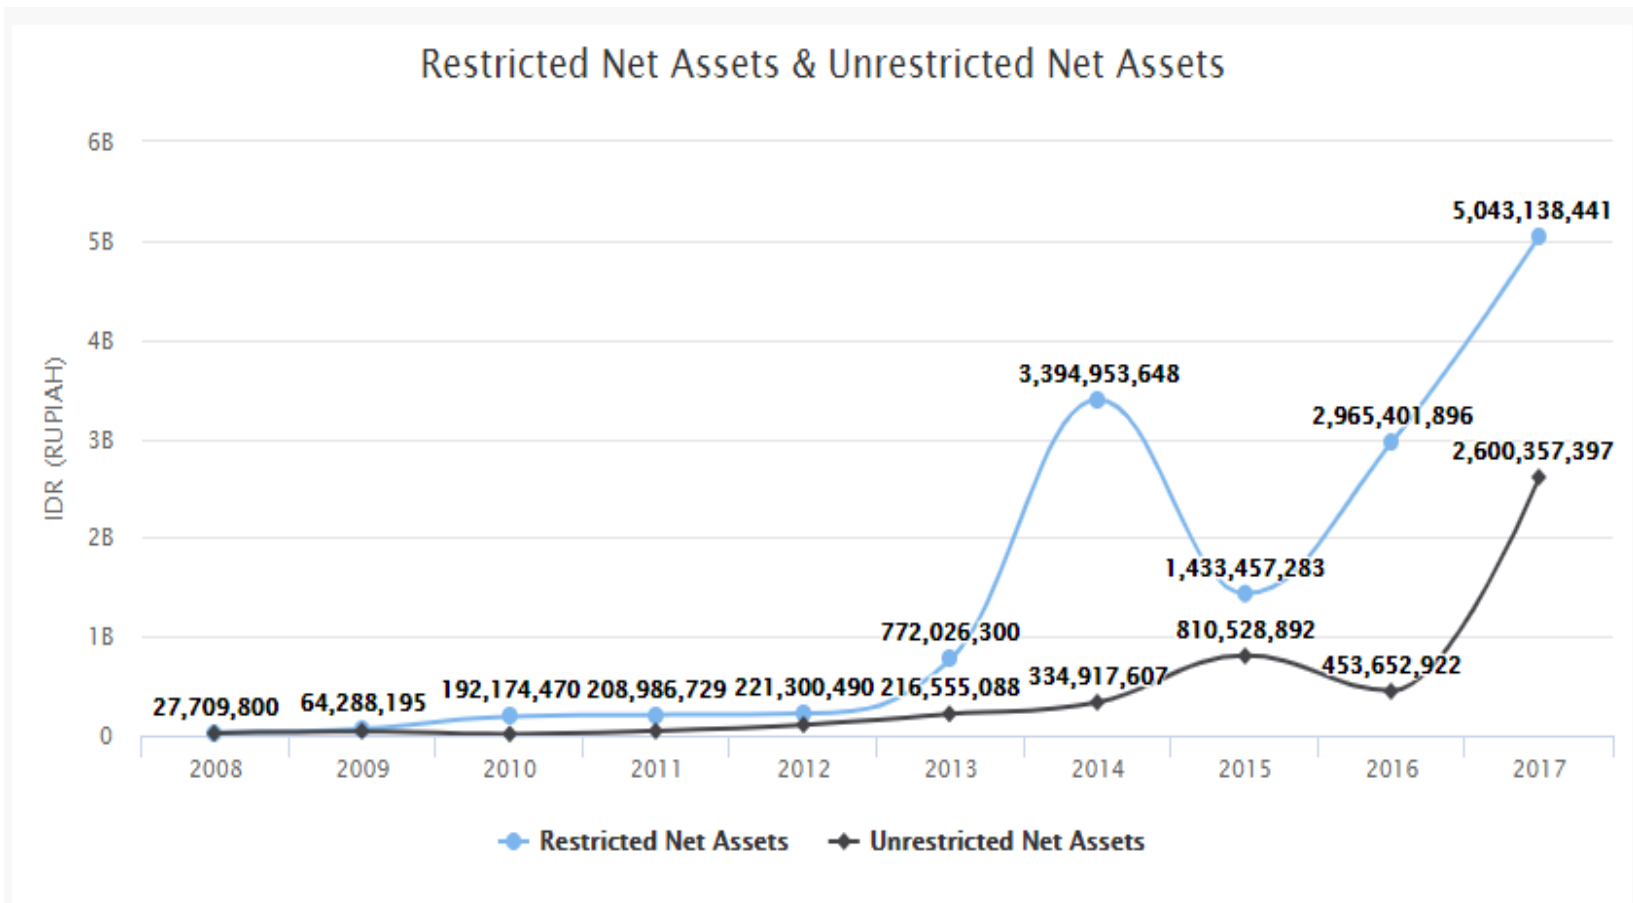 Restricted Net Assets & Unrestricted Net Assets
6B
5B
4B
3B
2B
1B
0
IDR (RUPIAH)
27,709,800
64,288,195
192,174,470
208,986,729
221,300,490
772,026,300
216,555,088
3,394,953,648
334,917,607
1,433,457,283
810,528,892
2,965,401,896
453,652,922
5,043,138,441
2,600,357,397
2008 2009 2010 2011 2012 2013 2014 2015 2016 2017
Restricted Net Assets Unrestricted Net Assets